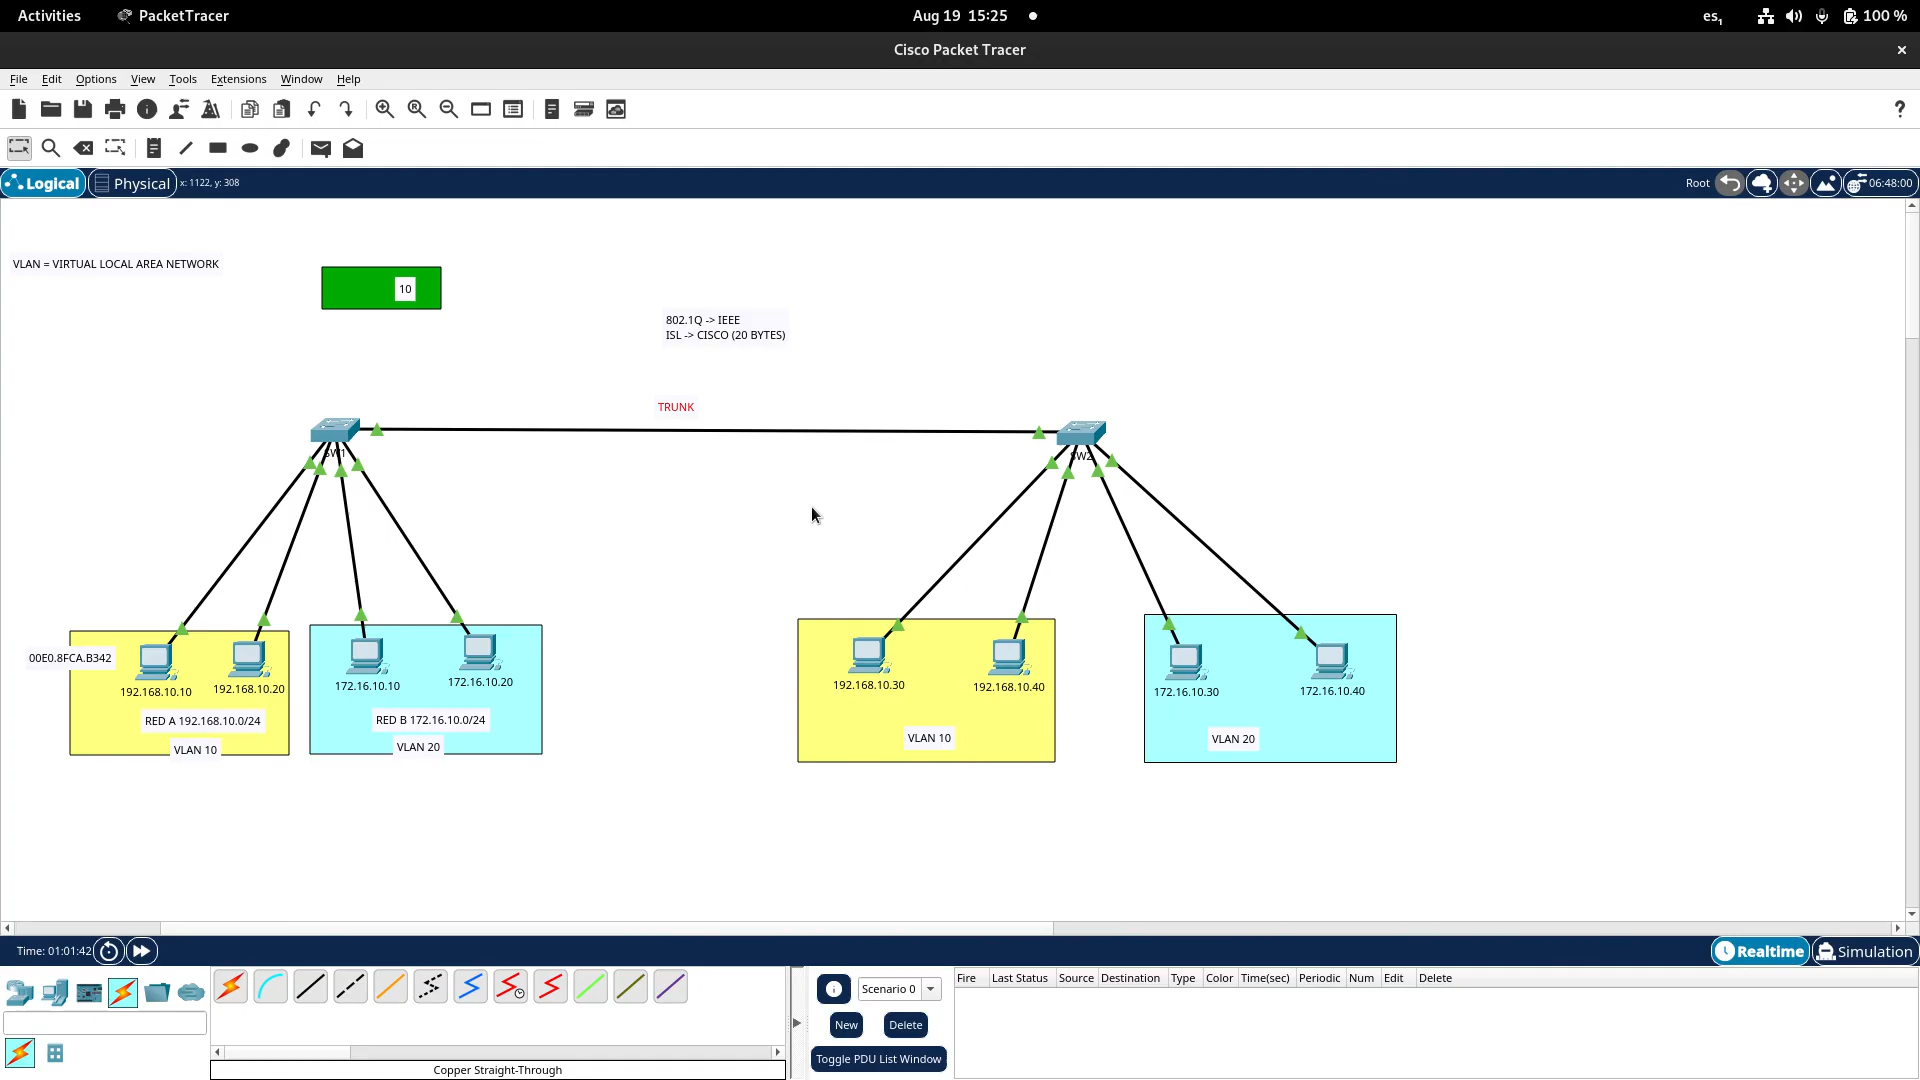 Activities PacketTracer Aug 19 15:25 es₁ 100 %
Cisco Packet Tracer
File Edit Options View Tools Extensions Window Help
Logical Physical x: 1122, y: 308 Root 06:48:00
VLAN = VIRTUAL LOCAL AREA NETWORK
10
802.1Q -> IEEE
ISL -> CISCO (20 BYTES)
TRUNK
SW1
SW2
00E0.8FCA.B342
192.168.10.10
192.168.10.20
RED A 192.168.10.0/24
VLAN 10
172.16.10.10
172.16.10.20
RED B 172.16.10.0/24
VLAN 20
192.168.10.30
192.168.10.40
VLAN 10
172.16.10.30
172.16.10.40
VLAN 20
Time: 01:01:42 Realtime Simulation
Copper Straight-Through
Scenario 0
New Delete
Toggle PDU List Window
Fire Last Status Source Destination Type Color Time(sec) Periodic Num Edit Delete